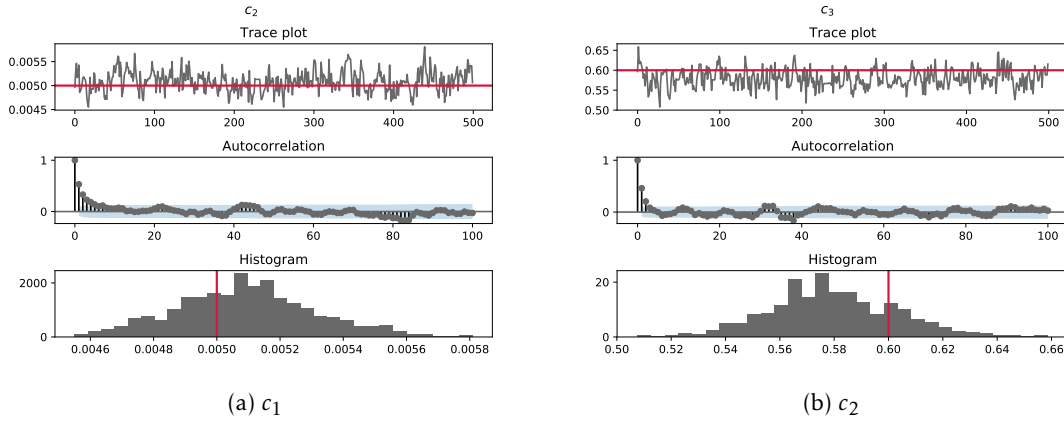 c2
Trace plot
0.0055
0.0050
0.0045
0 100 200 300 400 500
Autocorrelation
1
0
0 20 40 60 80 100
Histogram
2000
0
0.0046 0.0048 0.0050 0.0052 0.0054 0.0056 0.0058
(a) c1
c3
Trace plot
0.65
0.60
0.55
0.50
0 100 200 300 400 500
Autocorrelation
1
0
0 20 40 60 80 100
Histogram
20
0
0.50 0.52 0.54 0.56 0.58 0.60 0.62 0.64 0.66
(b) c2